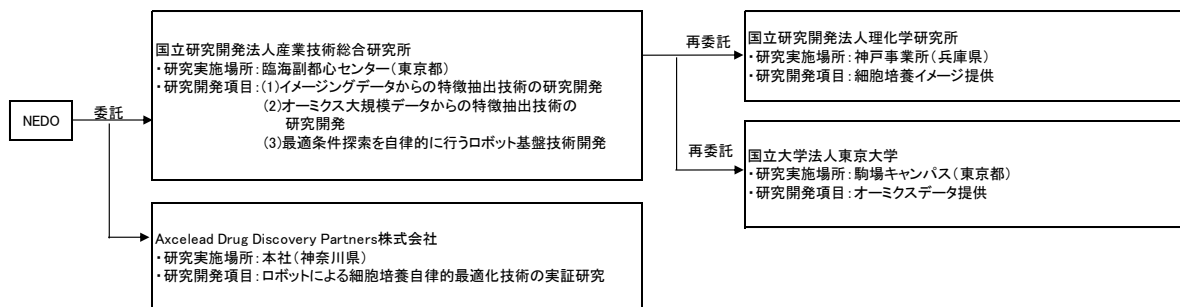 NEDO
委託
国立研究開発法人産業技術総合研究所
・研究実施場所：臨海副都心センター（東京都）
・研究開発項目：(1)イメージングデータからの特徴抽出技術の研究開発
(2)オーミクス大規模データからの特徴抽出技術の
研究開発
(3)最適条件探索を自律的に行うロボット基盤技術開発
Axcelead Drug Discovery Partners株式会社
・研究実施場所：本社（神奈川県）
・研究開発項目：ロボットによる細胞培養自律的最適化技術の実証研究
再委託
国立研究開発法人理化学研究所
・研究実施場所：神戸事業所（兵庫県）
・研究開発項目：細胞培養イメージ提供
再委託
国立大学法人東京大学
・研究実施場所：駒場キャンパス（東京都）
・研究開発項目：オーミクスデータ提供